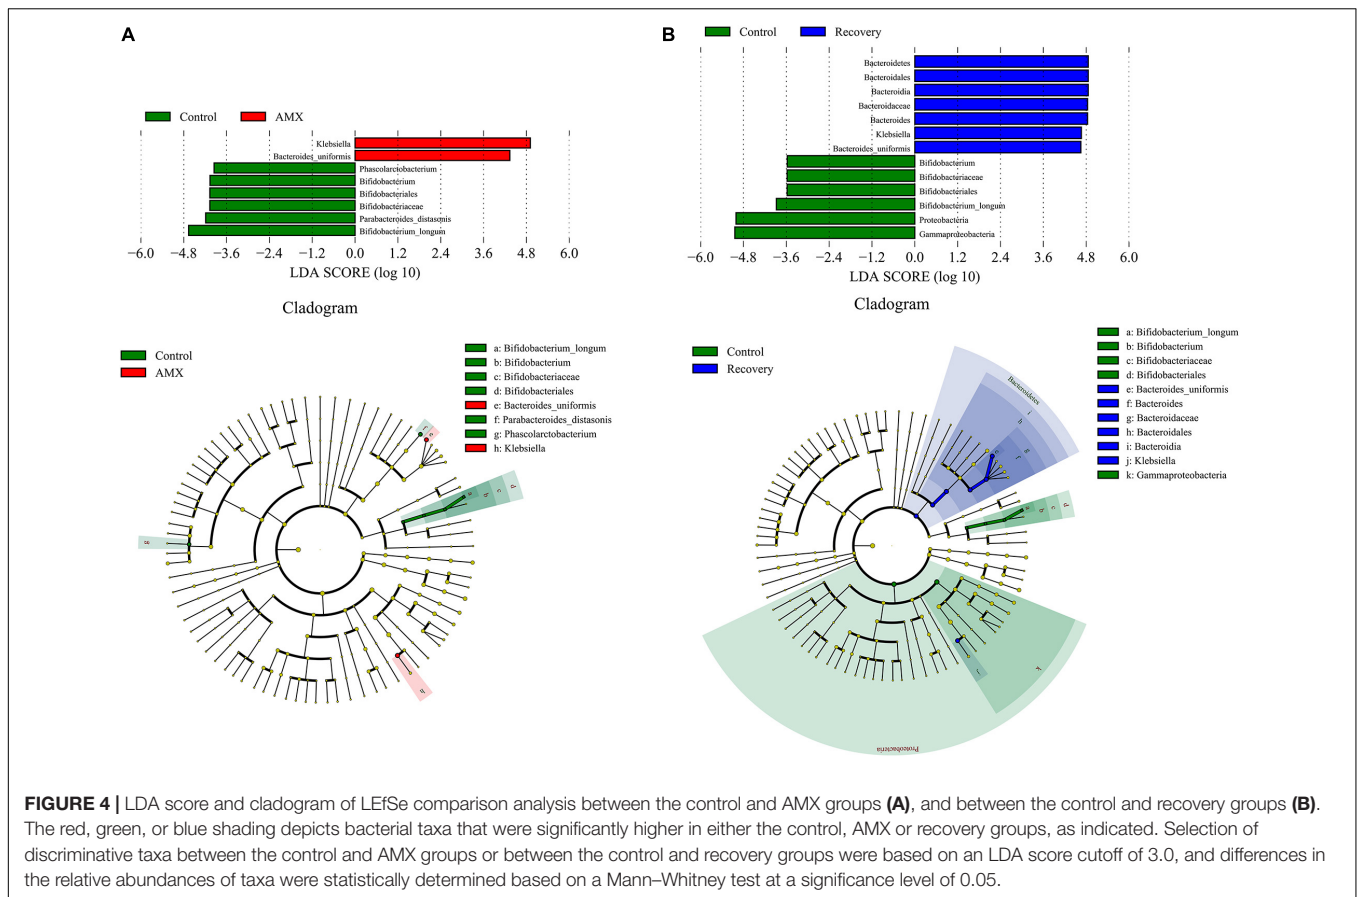 A
Control
AMX
Klebsiella
Bacteroides_uniformis
Phascolarctobacterium
Bifidobacterium
Bifidobacteriales
Bifidobacteriaceae
Parabacteroides_distasonis
Bifidobacterium_longum
−6.0 −4.8 −3.6 −2.4 −1.2 0.0 1.2 2.4 3.6 4.8 6.0
LDA SCORE (log 10)
Cladogram
Control
AMX
a: Bifidobacterium_longum
b: Bifidobacterium
c: Bifidobacteriaceae
d: Bifidobacteriales
e: Bacteroides_uniformis
f: Parabacteroides_distasonis
g: Phascolarctobacterium
h: Klebsiella
f
e
a b c d
g
h
B
Control
Recovery
Bacteroidetes
Bacteroidales
Bacteroidia
Bacteroidaceae
Bacteroides
Klebsiella
Bacteroides_uniformis
Bifidobacterium
Bifidobacteriaceae
Bifidobacteriales
Bifidobacterium_longum
Proteobacteria
Gammaproteobacteria
−6.0 −4.8 −3.6 −2.4 −1.2 0.0 1.2 2.4 3.6 4.8 6.0
LDA SCORE (log 10)
Cladogram
Control
Recovery
a: Bifidobacterium_longum
b: Bifidobacterium
c: Bifidobacteriaceae
d: Bifidobacteriales
e: Bacteroides_uniformis
f: Bacteroides
g: Bacteroidaceae
h: Bacteroidales
i: Bacteroidia
j: Klebsiella
k: Gammaproteobacteria
Bacteroidetes
i
h
g
f
e
a b c d
j
k
Proteobacteria
FIGURE 4 | LDA score and cladogram of LEfSe comparison analysis between the control and AMX groups (A), and between the control and recovery groups (B).
The red, green, or blue shading depicts bacterial taxa that were significantly higher in either the control, AMX or recovery groups, as indicated. Selection of
discriminative taxa between the control and AMX groups or between the control and recovery groups were based on an LDA score cutoff of 3.0, and differences in
the relative abundances of taxa were statistically determined based on a Mann–Whitney test at a significance level of 0.05.